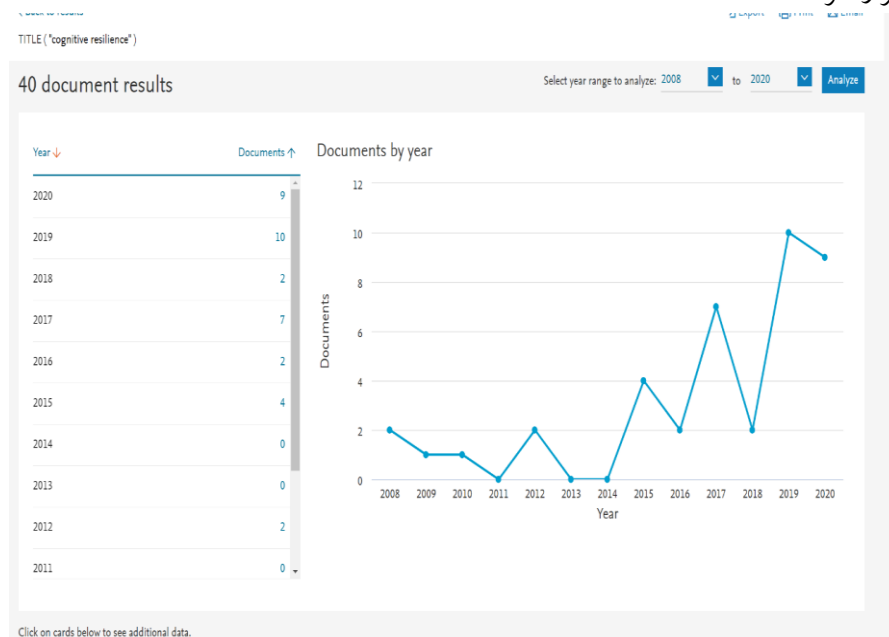 TITLE ( "cognitive resilience" )
40 document results
Select year range to analyze: 2008 to 2020 Analyze
Year Documents
2020 9
2019 10
2018 2
2017 7
2016 2
2015 4
2014 0
2013 0
2012 2
2011 0
Documents by year
12
10
8
6
4
2
0
Documents
2008 2009 2010 2011 2012 2013 2014 2015 2016 2017 2018 2019 2020
Year
Click on cards below to see additional data.